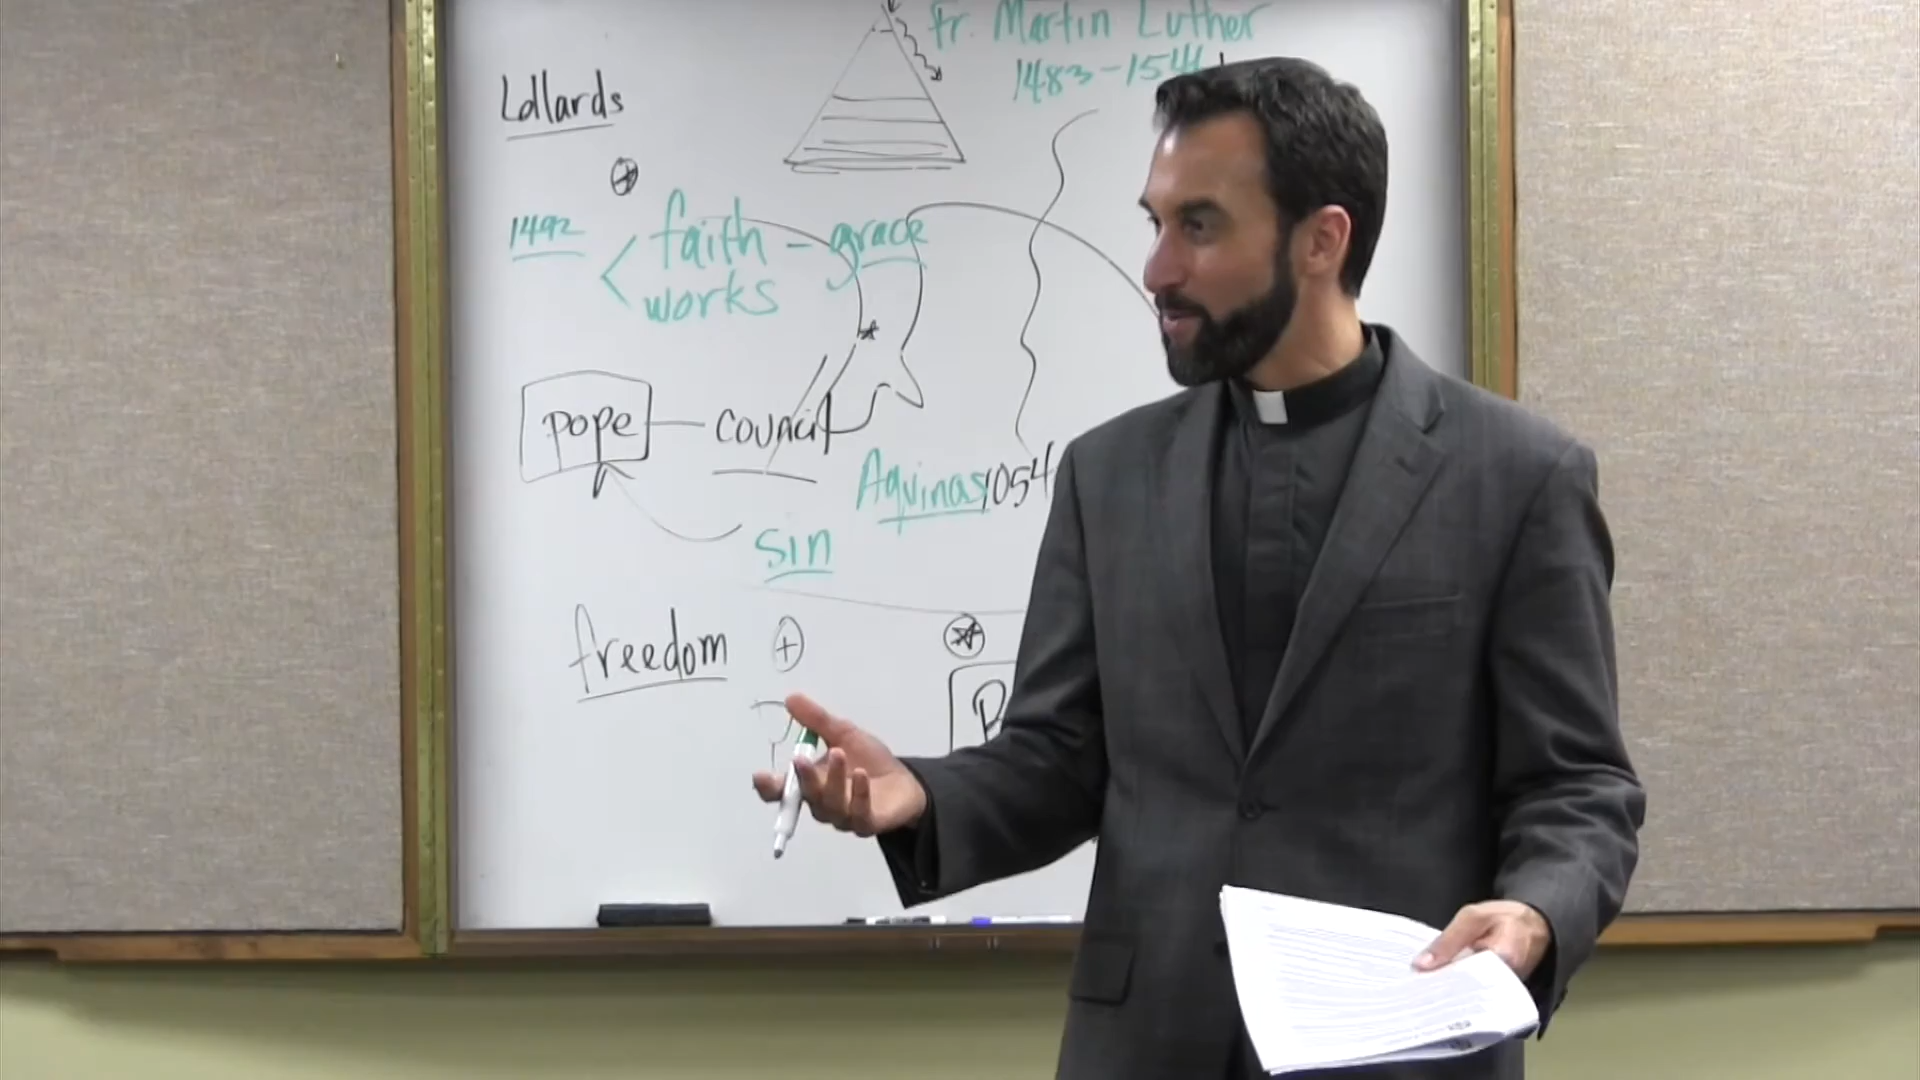 Fr. Martin Luther
1483-154
Lollards
1492
faith - grace
works
pope
council
Aquinas
1054
sin
freedom